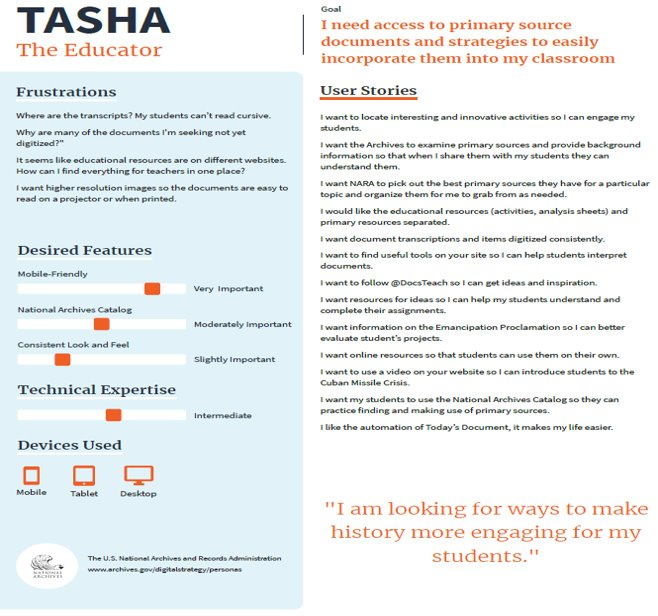 TASHA
The Educator
Frustrations
Where are the transcripts? My students can't read cursive.
Why are many of the documents I'm seeking not yet
digitized?"
It seems like educational resources are on different websites.
How can I find everything for teachers in one place?
I want higher resolution images so the documents are easy to
read on a projector or when printed.
Desired Features
Mobile-Friendly
Very Important
National Archives Catalog
Moderately Important
Consistent Look and Feel
Slightly Important
Technical Expertise
Intermediate
Devices Used
Mobile
Tablet
Desktop
NATIONAL
ARCHIVES
The U.S. National Archives and Records Administration
www.archives.gov/digitalstrategy/personas
Goal
I need access to primary source
documents and strategies to easily
incorporate them into my classroom
User Stories
I want to locate interesting and innovative activities so I can engage my
students.
I want the Archives to examine primary sources and provide background
information so that when I share them with my students they can
understand them.
I want NARA to pick out the best primary sources they have for a particular
topic and organize them for me to grab from as needed.
I would like the educational resources (activities, analysis sheets) and
primary resources separated.
I want document transcriptions and items digitized consistently.
I want to find useful tools on your site so I can help students interpret
documents.
I want to follow @DocsTeach so I can get ideas and inspiration.
I want resources for ideas so I can help my students understand and
complete their assignments.
I want information on the Emancipation Proclamation so I can better
evaluate student's projects.
I want online resources so that students can use them on their own.
I want to use a video on your website so I can introduce students to the
Cuban Missile Crisis.
I want my students to use the National Archives Catalog so they can
practice finding and making use of primary sources.
I like the automation of Today's Document, it makes my life easier.
"I am looking for ways to make
history more engaging for my
students."